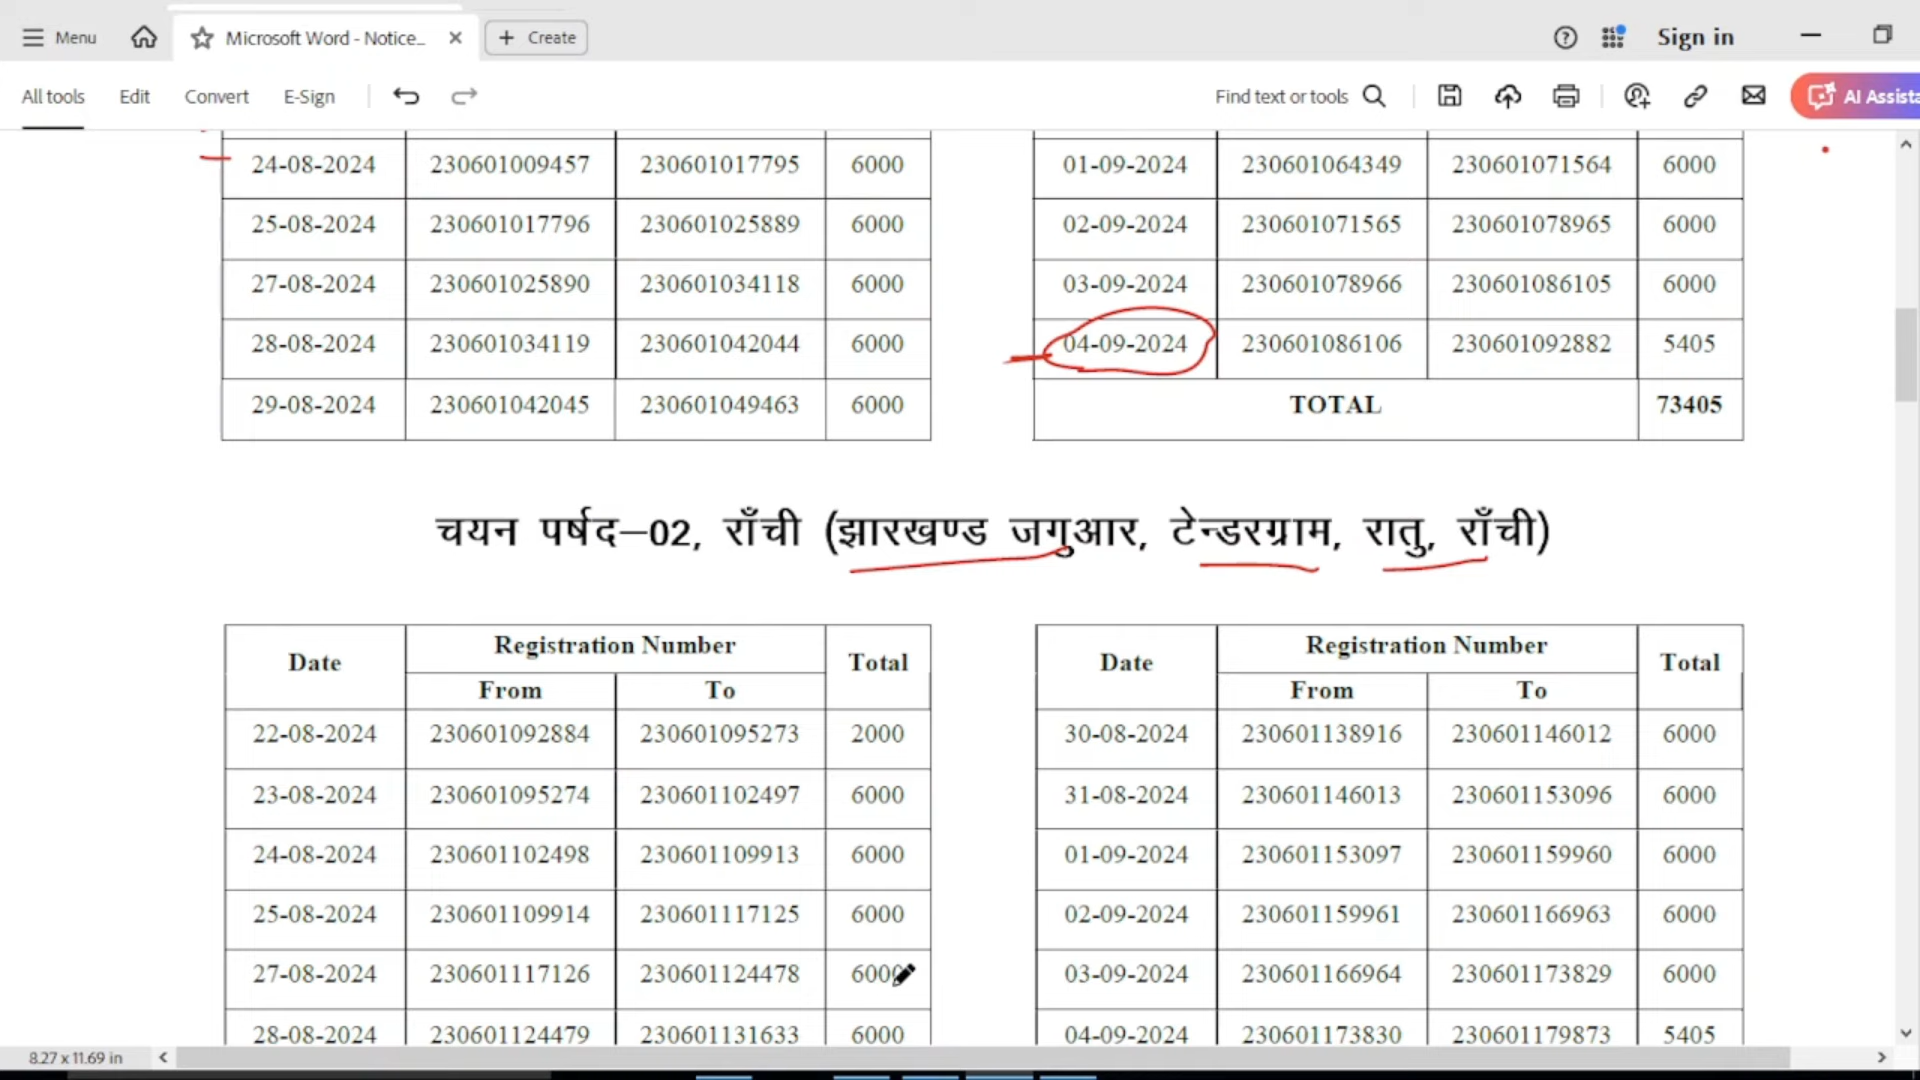 Menu Microsoft Word - Notice_ Create Sign in
All tools Edit Convert E-Sign Find text or tools AI Assista
24-08-2024 230601009457 230601017795 6000
25-08-2024 230601017796 230601025889 6000
27-08-2024 230601025890 230601034118 6000
28-08-2024 230601034119 230601042044 6000
29-08-2024 230601042045 230601049463 6000
01-09-2024 230601064349 230601071564 6000
02-09-2024 230601071565 230601078965 6000
03-09-2024 230601078966 230601086105 6000
04-09-2024 230601086106 230601092882 5405
TOTAL 73405
चयन पर्षद–02, राँची (झारखण्ड जगुआर, टेन्डरग्राम, रातु, राँची)
Date Registration Number Total
From To
22-08-2024 230601092884 230601095273 2000
23-08-2024 230601095274 230601102497 6000
24-08-2024 230601102498 230601109913 6000
25-08-2024 230601109914 230601117125 6000
27-08-2024 230601117126 230601124478 6000
28-08-2024 230601124479 230601131633 6000
Date Registration Number Total
From To
30-08-2024 230601138916 230601146012 6000
31-08-2024 230601146013 230601153096 6000
01-09-2024 230601153097 230601159960 6000
02-09-2024 230601159961 230601166963 6000
03-09-2024 230601166964 230601173829 6000
04-09-2024 230601173830 230601179873 5405
8.27 x 11.69 in